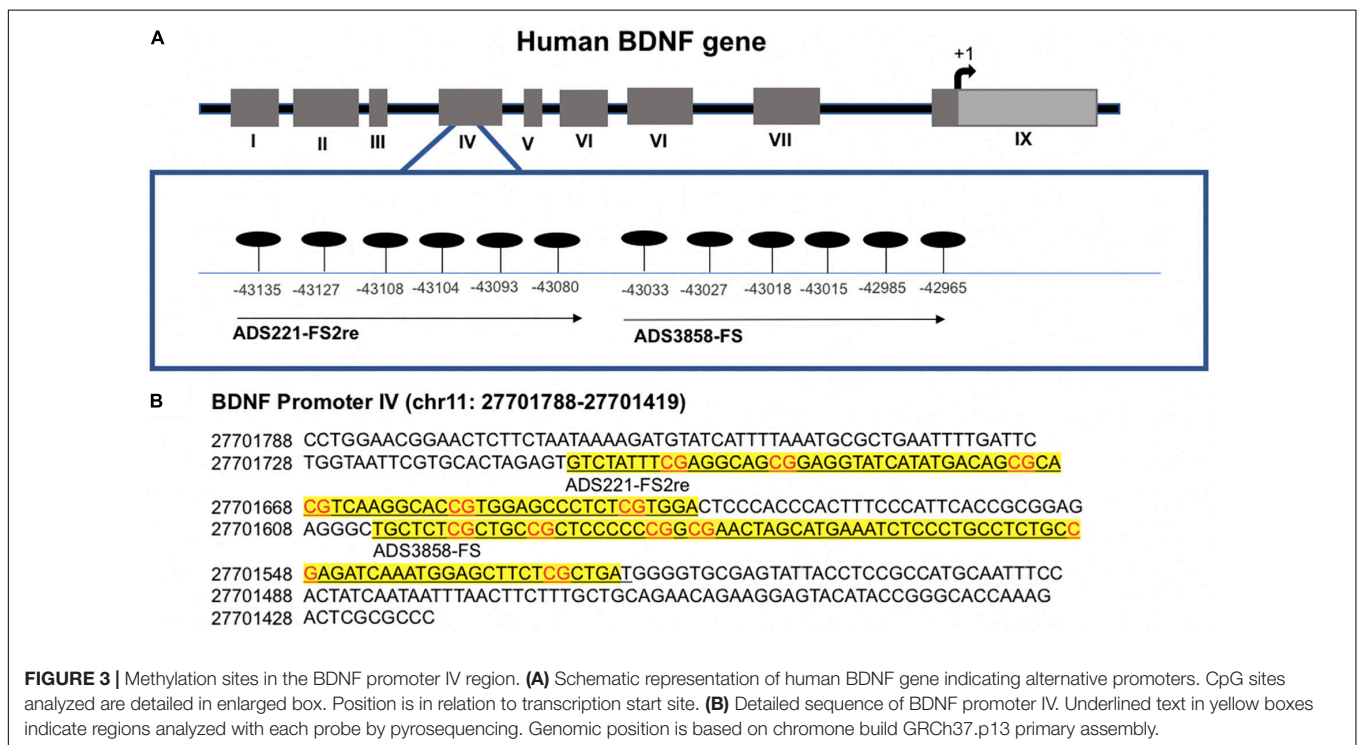 A
Human BDNF gene
+1
I II III IV V VI VI VII IX
-43135 -43127 -43108 -43104 -43093 -43080 -43033 -43027 -43018 -43015 -42985 -42965
ADS221-FS2re ADS3858-FS
B BDNF Promoter IV (chr11: 27701788-27701419)
27701788 CCTGGAACGGAACTCTTCTAATAAAAGATGTATCATTTTAAATGCGCTGAATTTTGATTC
27701728 TGGTAATTCGTGCACTAGAGTGTCTATTTCGAGGCAGCGGAGGTATCATATGACAGCGCA
ADS221-FS2re
27701668 CGTCAAGGCACCGTGGAGCCCTCTCGTGGACTCCCACCCACTTTCCCATTCACCGCGGAG
27701608 AGGGCTGCTCTCGCTGCCGCTCCCCCCGGCGAACTAGCATGAAATCTCCCTGCCTCTGCC
ADS3858-FS
27701548 GAGATCAAATGGAGCTTCTCGCTGATGGGGTGCGAGTATTACCTCCGCCATGCAATTTCC
27701488 ACTATCAATAATTTAACTTCTTTGCTGCAGAACAGAAGGAGTACATACCGGGCACCAAAG
27701428 ACTCGCGCCC
FIGURE 3 | Methylation sites in the BDNF promoter IV region. (A) Schematic representation of human BDNF gene indicating alternative promoters. CpG sites
analyzed are detailed in enlarged box. Position is in relation to transcription start site. (B) Detailed sequence of BDNF promoter IV. Underlined text in yellow boxes
indicate regions analyzed with each probe by pyrosequencing. Genomic position is based on chromone build GRCh37.p13 primary assembly.